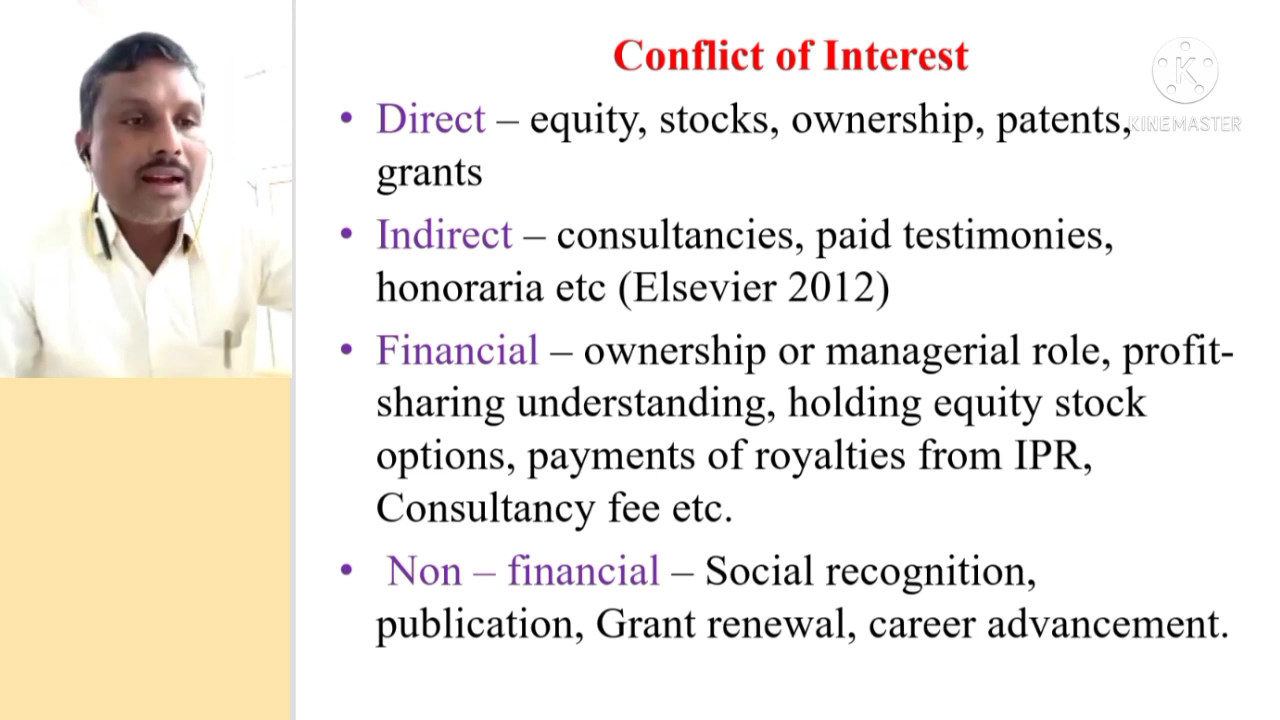 Conflict of Interest
• Direct – equity, stocks, ownership, patents,
grants
• Indirect – consultancies, paid testimonies,
honoraria etc (Elsevier 2012)
• Financial – ownership or managerial role, profit-
sharing understanding, holding equity stock
options, payments of royalties from IPR,
Consultancy fee etc.
• Non – financial – Social recognition,
publication, Grant renewal, career advancement.
K
KINEMASTER